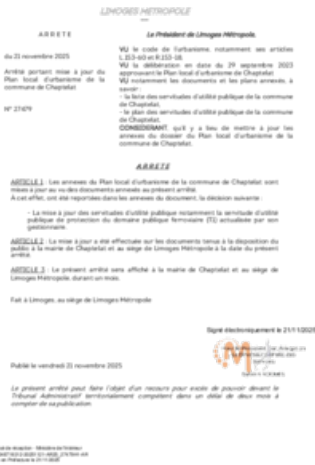 LIMOGES METROPOLE
ARRETE
du 21 novembre 2025
Arrêté portant mise à jour du
Plan local d'urbanisme de la
commune de Chaptelat
N° 27479
Le Président de Limoges Métropole,
VU le code de l'urbanisme, notamment ses articles
L.153-60 et R.153-18,
VU la délibération en date du 29 septembre 2023
approuvant le Plan local d'urbanisme de Chaptelat,
VU notamment les documents et les plans annexés, à
savoir :
- la liste des servitudes d'utilité publique de la commune
de Chaptelat,
- le plan des servitudes d'utilité publique de la commune
de Chaptelat,
CONSIDERANT qu'il y a lieu de mettre à jour les
annexes du dossier du Plan local d'urbanisme de la
commune de Chaptelat.
ARRETE
ARTICLE 1 : Les annexes du Plan local d'urbanisme de la commune de Chaptelat sont
mises à jour au vu des documents annexés au présent arrêté.
A cet effet, ont été reportées dans les annexes du document, la décision suivante :
- La mise à jour des servitudes d'utilité publique notamment la servitude d'utilité
publique de protection du domaine publique ferroviaire (T1) actualisée par son
gestionnaire.
ARTICLE 2 : La mise à jour a été effectuée sur les documents tenus à la disposition du
public à la mairie de Chaptelat et au siège de Limoges Métropole à la date du présent
arrêté.
ARTICLE 3 : Le présent arrêté sera affiché à la mairie de Chaptelat et au siège de
Limoges Métropole, durant un mois.
Fait à Limoges, au siège de Limoges Métropole
Signé électroniquement le 21/11/2025
Publié le vendredi 21 novembre 2025
Le présent arrêté peut faire l'objet d'un recours pour excès de pouvoir devant le
Tribunal Administratif territorialement compétent dans un délai de deux mois à
compter de sa publication.